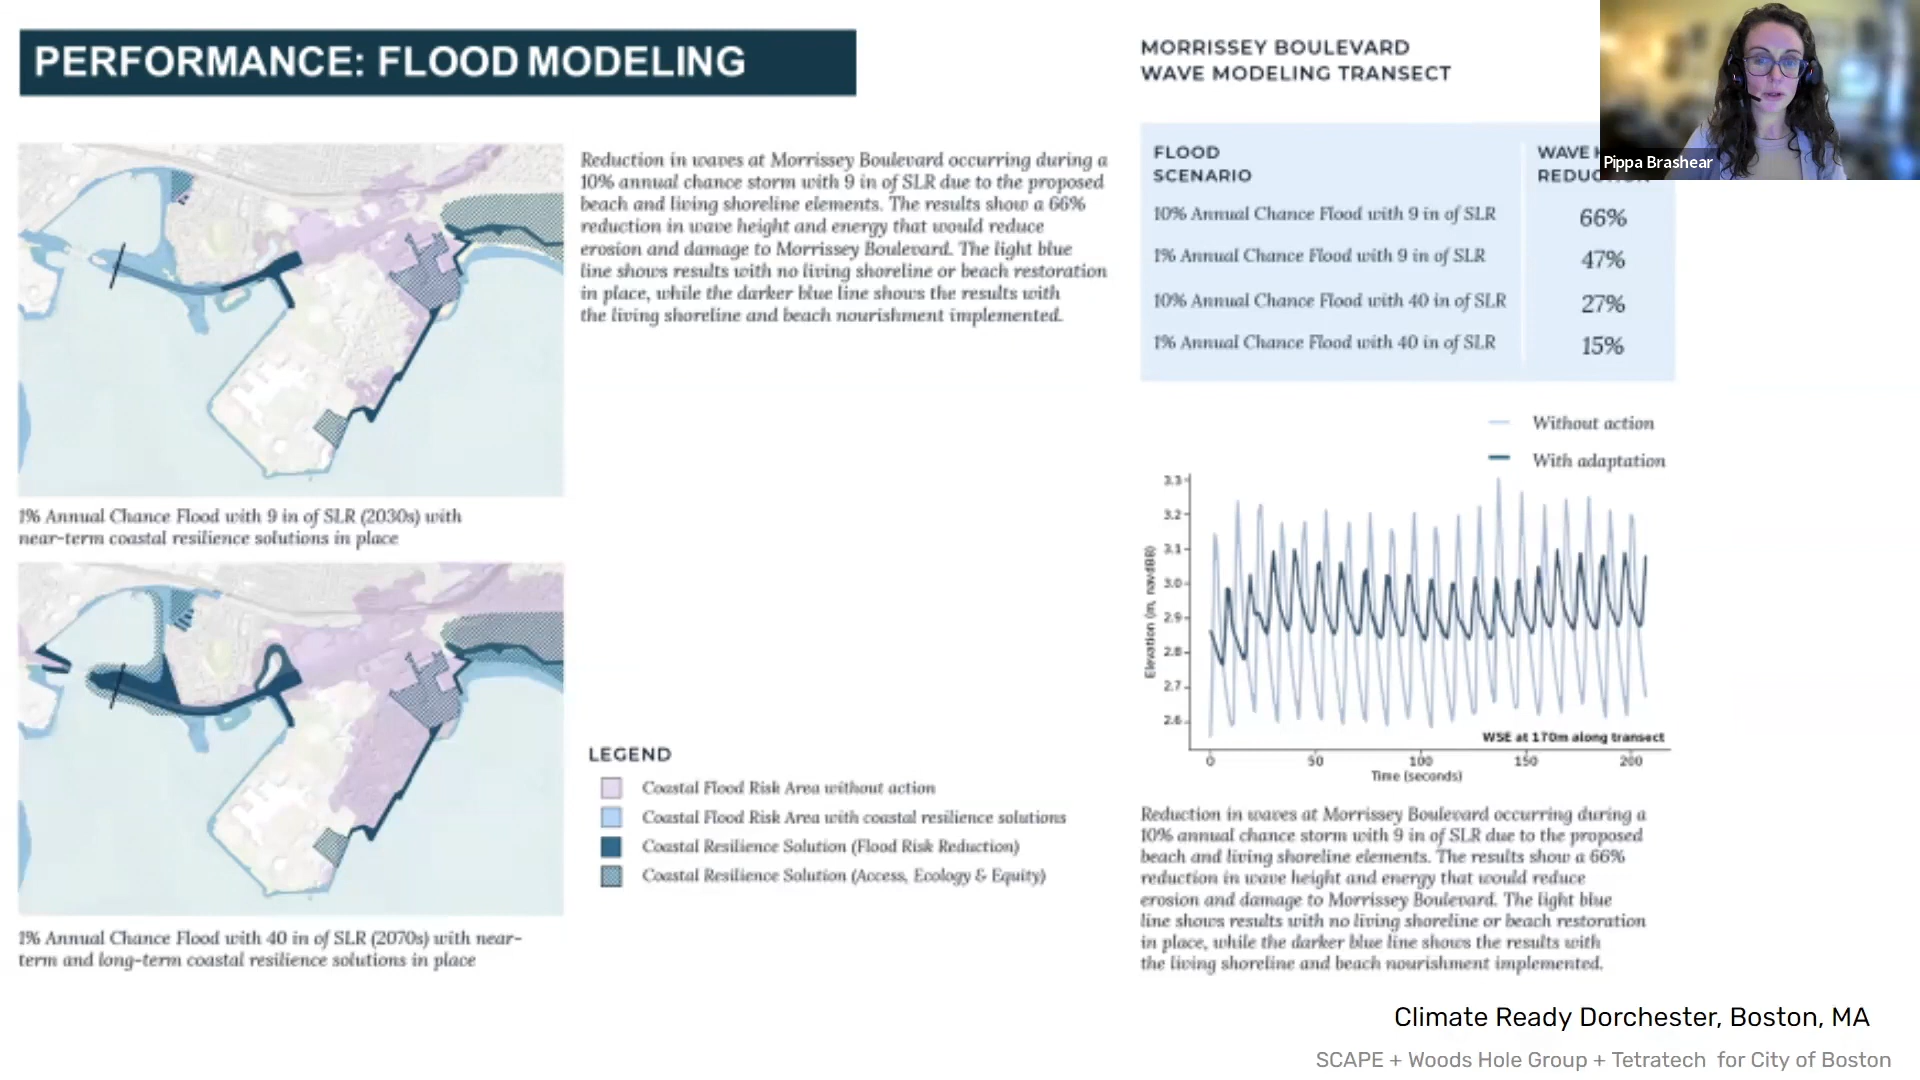 PERFORMANCE: FLOOD MODELING
1% Annual Chance Flood with 9 in of SLR (2030s) with
near-term coastal resilience solutions in place
1% Annual Chance Flood with 40 in of SLR (2070s) with near-
term and long-term coastal resilience solutions in place
Reduction in waves at Morrissey Boulevard occurring during a
10% annual chance storm with 9 in of SLR due to the proposed
beach and living shoreline elements. The results show a 66%
reduction in wave height and energy that would reduce
erosion and damage to Morrissey Boulevard. The light blue
line shows results with no living shoreline or beach restoration
in place, while the darker blue line shows the results with
the living shoreline and beach nourishment implemented.
LEGEND
Coastal Flood Risk Area without action
Coastal Flood Risk Area with coastal resilience solutions
Coastal Resilience Solution (Flood Risk Reduction)
Coastal Resilience Solution (Access, Ecology & Equity)
MORRISSEY BOULEVARD
WAVE MODELING TRANSECT
FLOOD
SCENARIO
WAVE
10% Annual Chance Flood with 9 in of SLR 66%
1% Annual Chance Flood with 9 in of SLR 47%
10% Annual Chance Flood with 40 in of SLR 27%
1% Annual Chance Flood with 40 in of SLR 15%
Pippa Brashear
Without action
With adaptation
3.3
3.2
3.1
3.0
2.9
2.8
2.7
2.6
Elevation (m, navd88)
WSE at 170m along transect
0 50 100 150 200
Time (seconds)
Reduction in waves at Morrissey Boulevard occurring during a
10% annual chance storm with 9 in of SLR due to the proposed
beach and living shoreline elements. The results show a 66%
reduction in wave height and energy that would reduce
erosion and damage to Morrissey Boulevard. The light blue
line shows results with no living shoreline or beach restoration
in place, while the darker blue line shows the results with
the living shoreline and beach nourishment implemented.
Climate Ready Dorchester, Boston, MA
SCAPE + Woods Hole Group + Tetratech for City of Boston